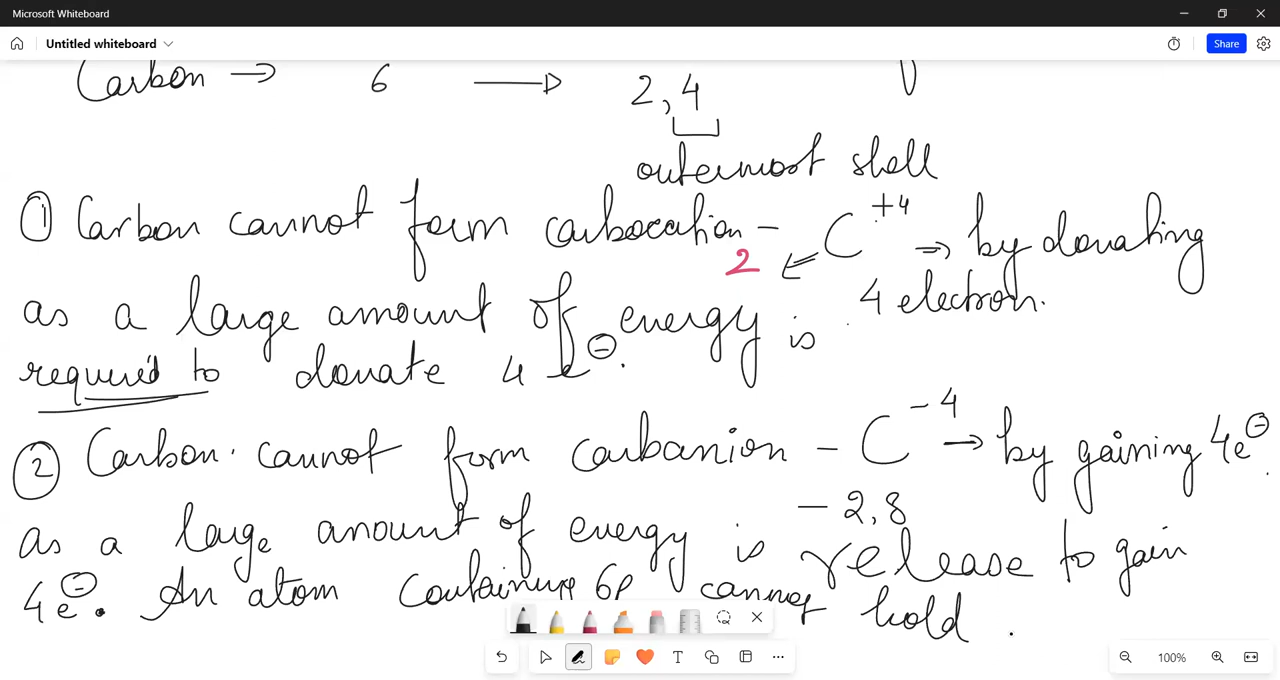 Microsoft Whiteboard
Untitled whiteboard
Share
Carbon → 6 → 2, 4
outermost shell
① Carbon cannot form carbocation - C +4 ⇒ by donating
2 4 electron.
as a large amount of energy is
required to donate 4 e⊖.
② Carbon cannot form carbanion - C -4 → by gaining 4e⊖
- 2, 8
as a large amount of energy is release to gain
4e⊖. An atom containing 6p cannot hold.
100%